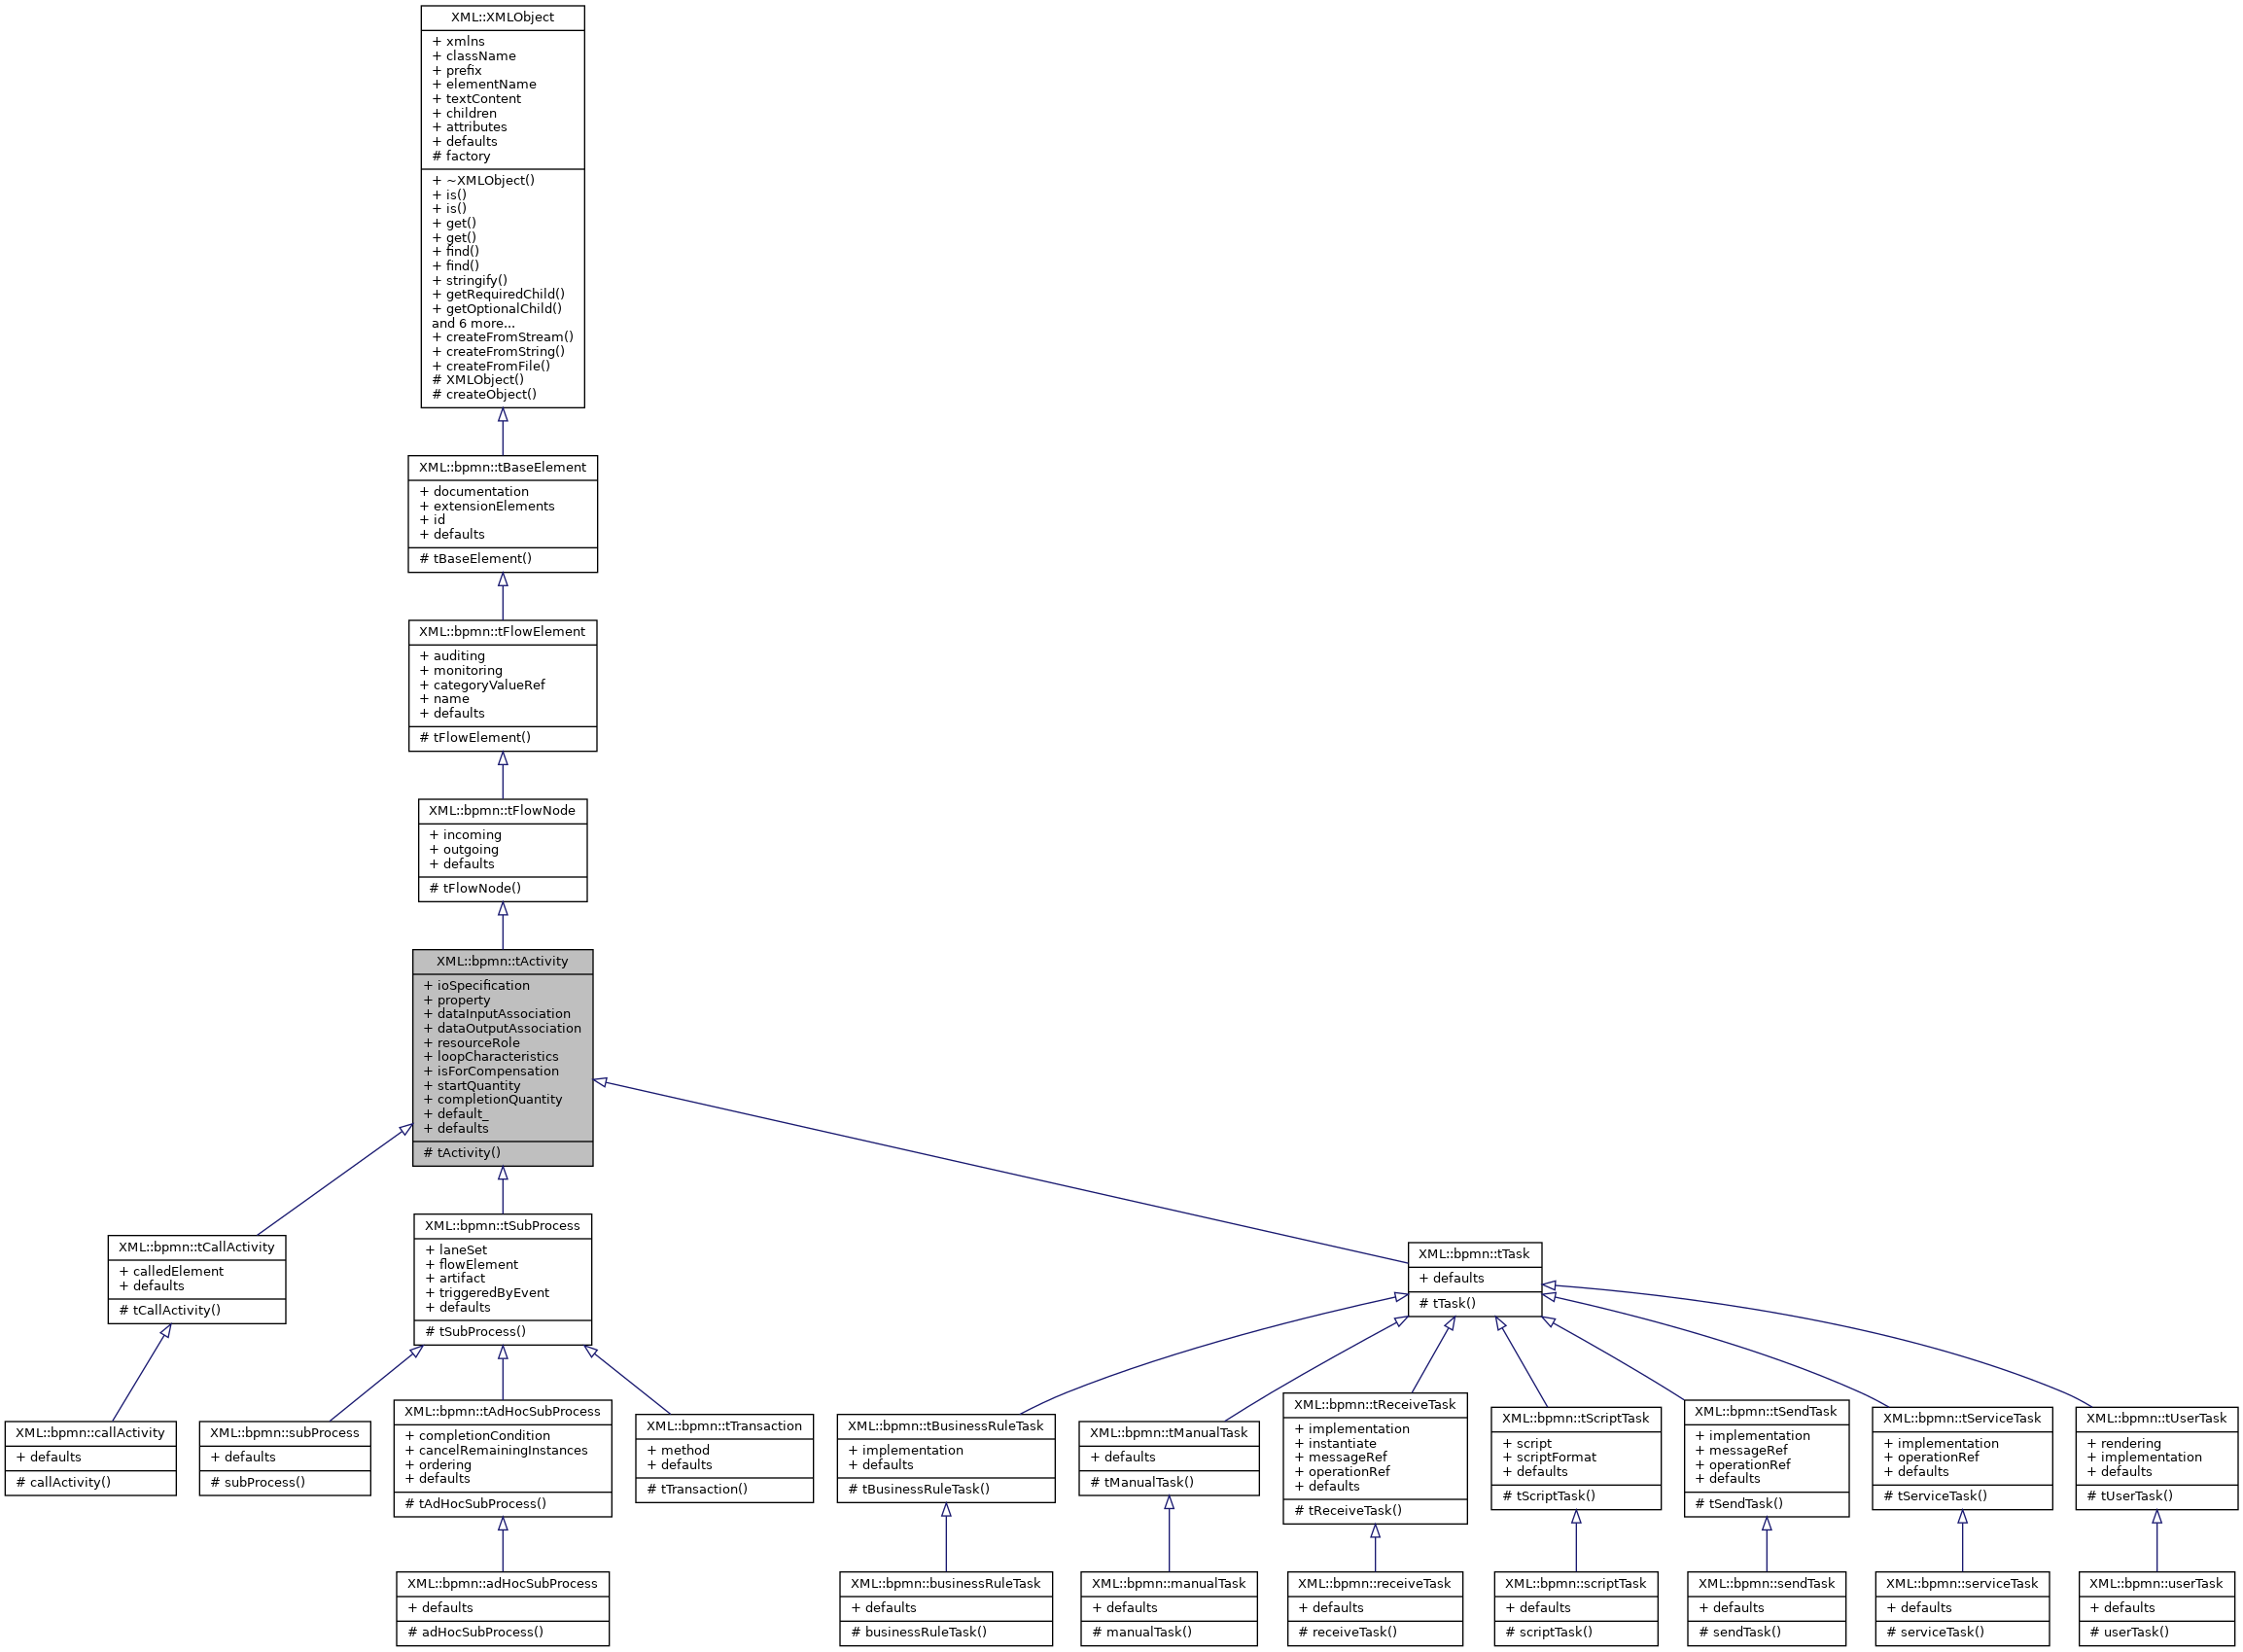 XML::XMLObject
+ xmlns
+ className
+ prefix
+ elementName
+ textContent
+ children
+ attributes
+ defaults
# factory
+ ~XMLObject()
+ is()
+ is()
+ get()
+ get()
+ find()
+ find()
+ stringify()
+ getRequiredChild()
+ getOptionalChild()
and 6 more...
+ createFromStream()
+ createFromString()
+ createFromFile()
# XMLObject()
# createObject()
XML::bpmn::tBaseElement
+ documentation
+ extensionElements
+ id
+ defaults
# tBaseElement()
XML::bpmn::tFlowElement
+ auditing
+ monitoring
+ categoryValueRef
+ name
+ defaults
# tFlowElement()
XML::bpmn::tFlowNode
+ incoming
+ outgoing
+ defaults
# tFlowNode()
XML::bpmn::tActivity
+ ioSpecification
+ property
+ dataInputAssociation
+ dataOutputAssociation
+ resourceRole
+ loopCharacteristics
+ isForCompensation
+ startQuantity
+ completionQuantity
+ default_
+ defaults
# tActivity()
XML::bpmn::tCallActivity
+ calledElement
+ defaults
# tCallActivity()
XML::bpmn::tSubProcess
+ laneSet
+ flowElement
+ artifact
+ triggeredByEvent
+ defaults
# tSubProcess()
XML::bpmn::tTask
+ defaults
# tTask()
XML::bpmn::callActivity
+ defaults
# callActivity()
XML::bpmn::subProcess
+ defaults
# subProcess()
XML::bpmn::tAdHocSubProcess
+ completionCondition
+ cancelRemainingInstances
+ ordering
+ defaults
# tAdHocSubProcess()
XML::bpmn::tTransaction
+ method
+ defaults
# tTransaction()
XML::bpmn::tBusinessRuleTask
+ implementation
+ defaults
# tBusinessRuleTask()
XML::bpmn::tManualTask
+ defaults
# tManualTask()
XML::bpmn::tReceiveTask
+ implementation
+ instantiate
+ messageRef
+ operationRef
+ defaults
# tReceiveTask()
XML::bpmn::tScriptTask
+ script
+ scriptFormat
+ defaults
# tScriptTask()
XML::bpmn::tSendTask
+ implementation
+ messageRef
+ operationRef
+ defaults
# tSendTask()
XML::bpmn::tServiceTask
+ implementation
+ operationRef
+ defaults
# tServiceTask()
XML::bpmn::tUserTask
+ rendering
+ implementation
+ defaults
# tUserTask()
XML::bpmn::adHocSubProcess
+ defaults
# adHocSubProcess()
XML::bpmn::businessRuleTask
+ defaults
# businessRuleTask()
XML::bpmn::manualTask
+ defaults
# manualTask()
XML::bpmn::receiveTask
+ defaults
# receiveTask()
XML::bpmn::scriptTask
+ defaults
# scriptTask()
XML::bpmn::sendTask
+ defaults
# sendTask()
XML::bpmn::serviceTask
+ defaults
# serviceTask()
XML::bpmn::userTask
+ defaults
# userTask()